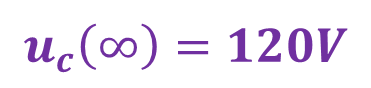 u_c(∞) = 120V